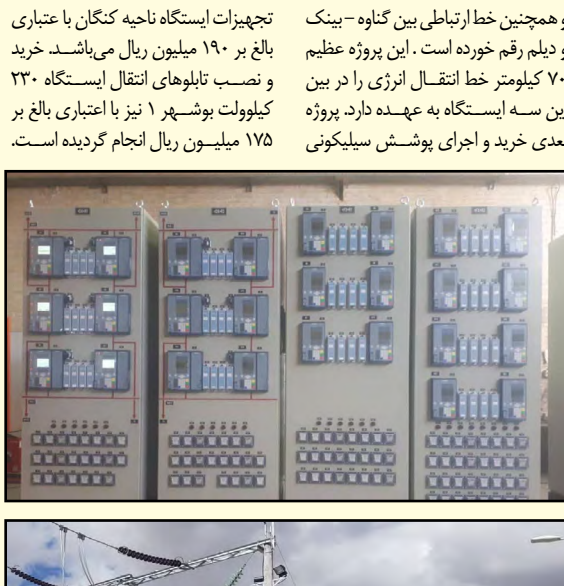 و همچنین خط ارتباطی بین گناوه – بینک
و دیلم رقم خورده است . این پروژه عظیم
۷۰ کیلومتر خط انتقال انرژی را در بین
این سه ایستگاه به عهده دارد. پروژه
بعدی خرید و اجرای پوشش سیلیکونی
تجهیزات ایستگاه ناحیه کنگان با عتباری
بالغ بر ۱۹۰ میلیون ریال می‌باشد. خرید
و نصب تابلوهای انتقال ایستگاه ۲۳۰
کیلوولت بوشهر ۱ نیز با اعتباری بالغ بر
۱۷۵ میلیون ریال انجام گردیده است.